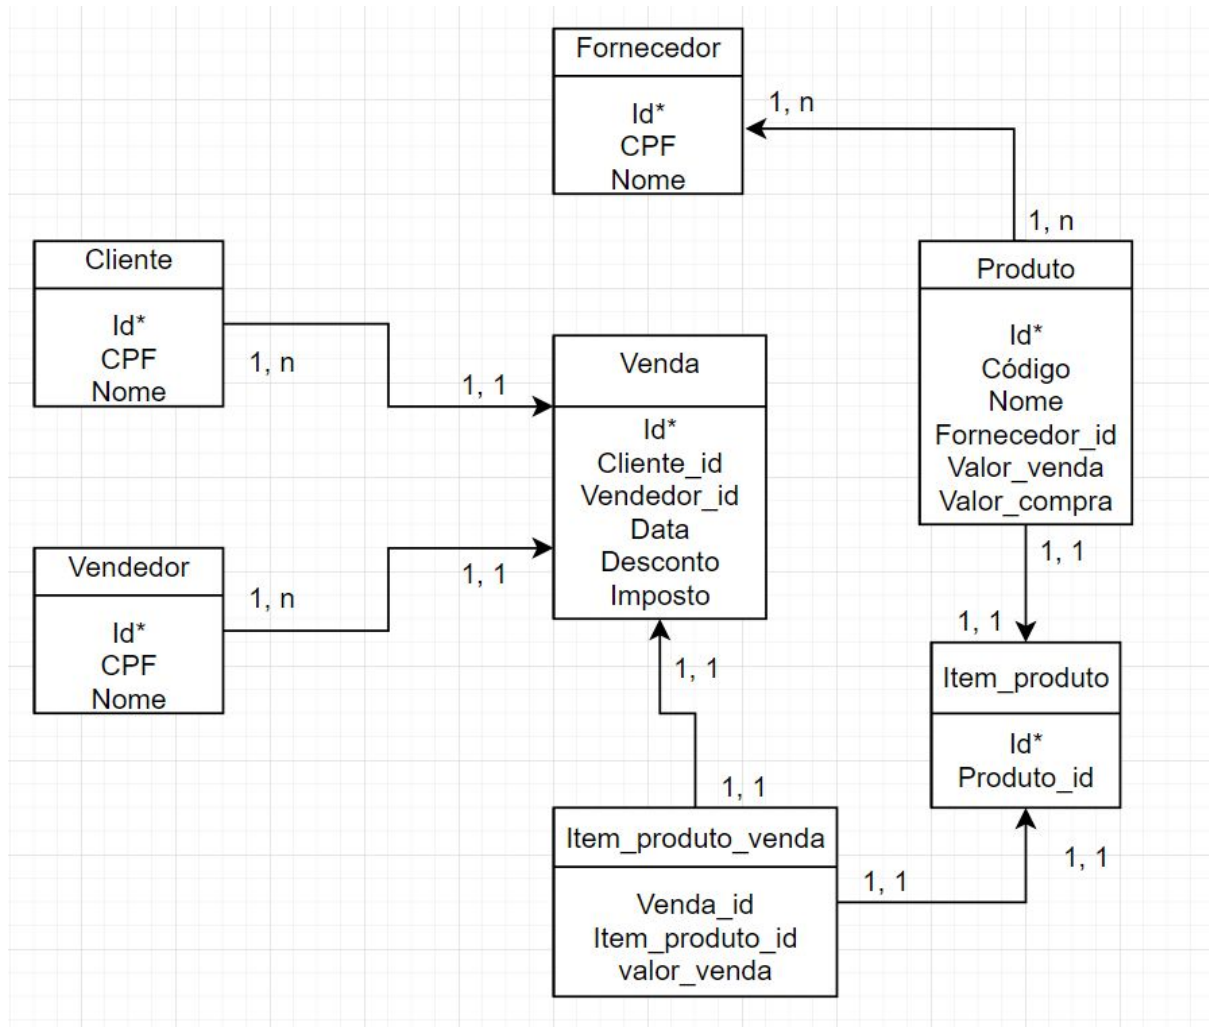 Fornecedor
Id*
CPF
Nome
1, n
1, n
Produto
Id*
Código
Nome
Fornecedor_id
Valor_venda
Valor_compra
Cliente
Id*
CPF
Nome
1, n
1, 1
Venda
Id*
Cliente_id
Vendedor_id
Data
Desconto
Imposto
Vendedor
Id*
CPF
Nome
1, n
1, 1
1, 1
1, 1
Item_produto
Id*
Produto_id
1, 1
1, 1
Item_produto_venda
Venda_id
Item_produto_id
valor_venda
1, 1
1, 1